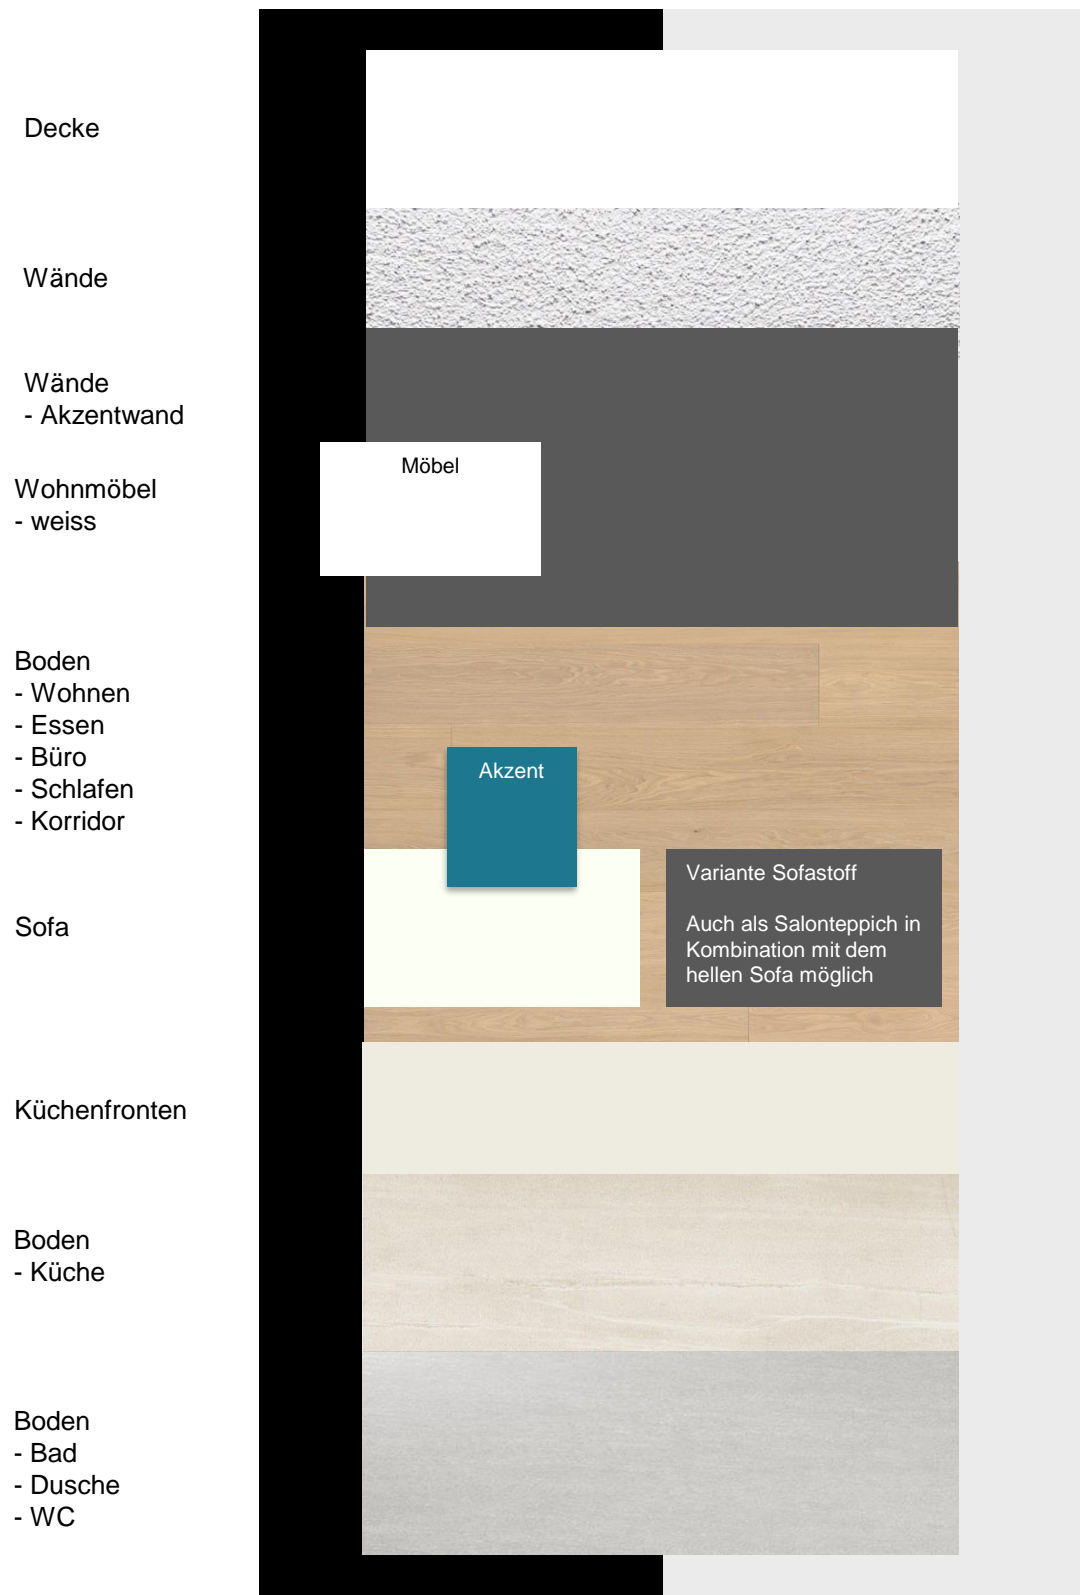 Decke
Wände
Wände
- Akzentwand
Möbel
Wohnmöbel
- weiss
Boden
- Wohnen
- Essen
- Büro
- Schlafen
- Korridor
Akzent
Variante Sofastoff
Auch als Salonteppich in
Kombination mit dem
hellen Sofa möglich
Sofa
Küchenfronten
Boden
- Küche
Boden
- Bad
- Dusche
- WC